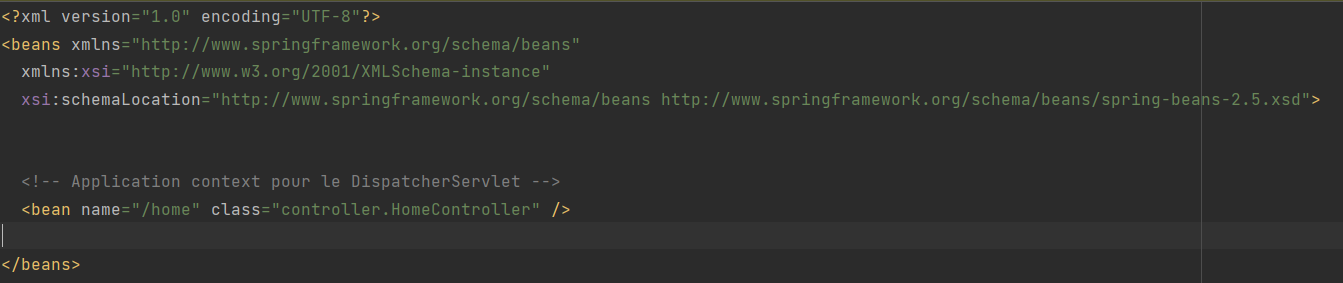 <?xml version="1.0" encoding="UTF-8"?>
<beans xmlns="http://www.springframework.org/schema/beans"
xmlns:xsi="http://www.w3.org/2001/XMLSchema-instance"
xsi:schemaLocation="http://www.springframework.org/schema/beans http://www.springframework.org/schema/beans/spring-beans-2.5.xsd">
<!-- Application context pour le DispatcherServlet -->
<bean name="/home" class="controller.HomeController" />
</beans>